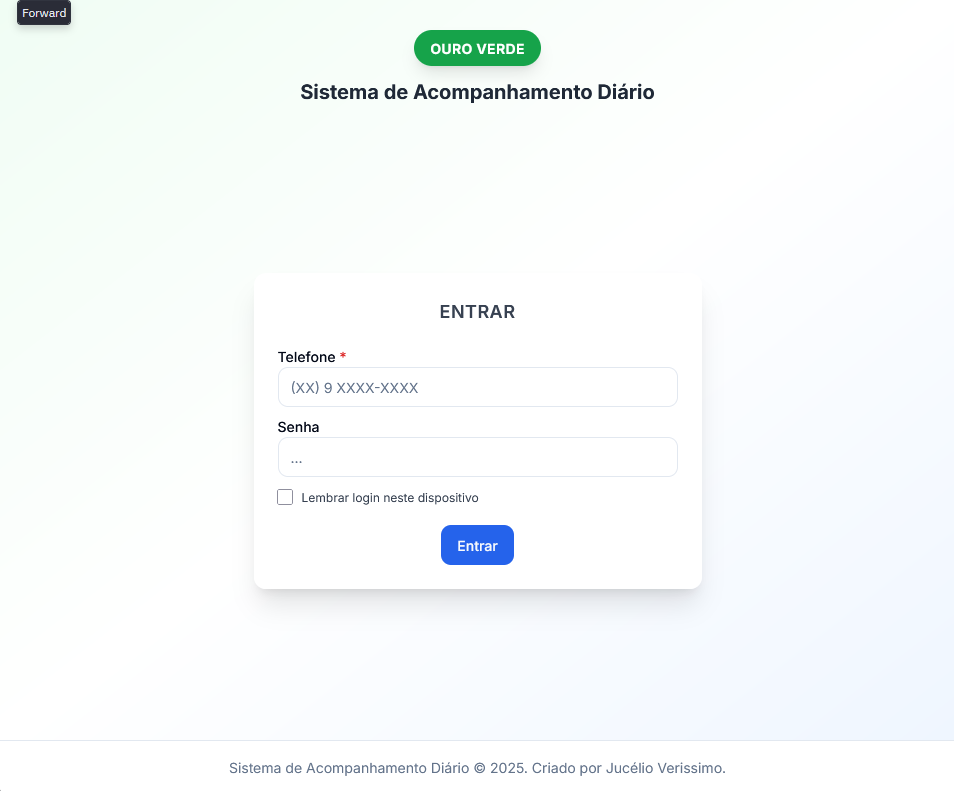 Forward
OURO VERDE
Sistema de Acompanhamento Diário
ENTRAR
Telefone *
(XX) 9 XXXX-XXXX
Senha
...
Lembrar login neste dispositivo
Entrar
Sistema de Acompanhamento Diário © 2025. Criado por Jucélio Verissimo.